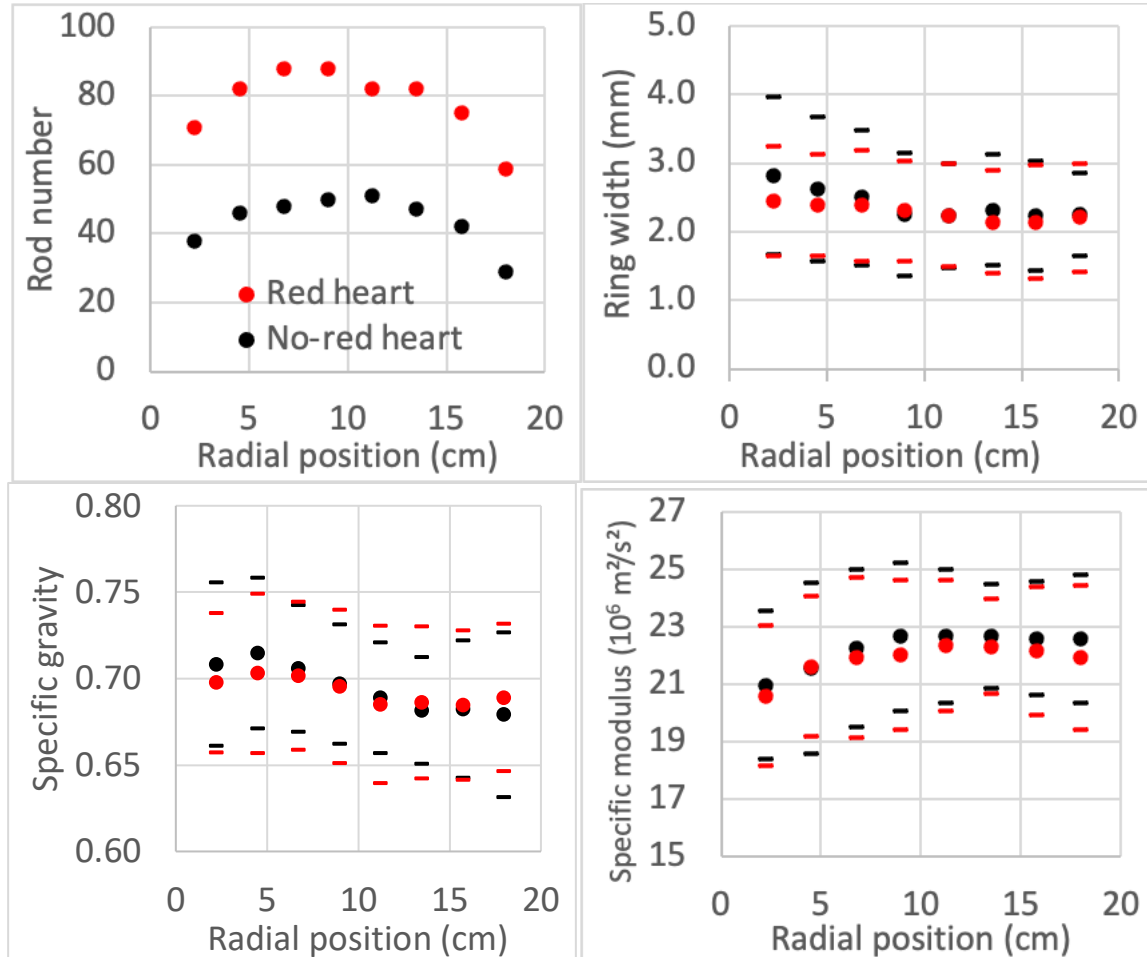 100
80
60
40
20
0
Rod number
Red heart
No-red heart
0 5 10 15 20
Radial position (cm)
5.0
4.0
3.0
2.0
1.0
0.0
Ring width (mm)
0 5 10 15 20
Radial position (cm)
0.80
0.75
0.70
0.65
0.60
Specific gravity
0 5 10 15 20
Radial position (cm)
27
25
23
21
19
17
15
Specific modulus (10⁶ m²/s²)
0 5 10 15 20
Radial position (cm)